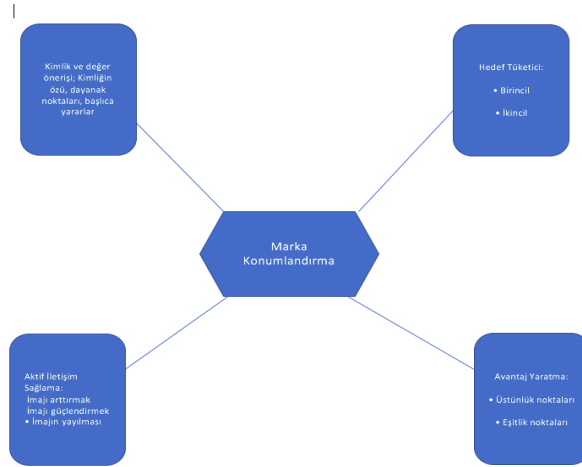 Kimlik ve değer
önerişi; Kimliğin
özü, dayanak
noktaları, başlıca
yararlar
Hedef Tüketici:
• Birincil
• İkincil
Marka
Konumlandırma
Aktif İletişim
Sağlama:
İmajı arttırmak
İmajı güçlendirmek
• İmajın yayılması
Avantaj Yaratma:
• Üstünlük noktaları
• Eşitlik noktaları